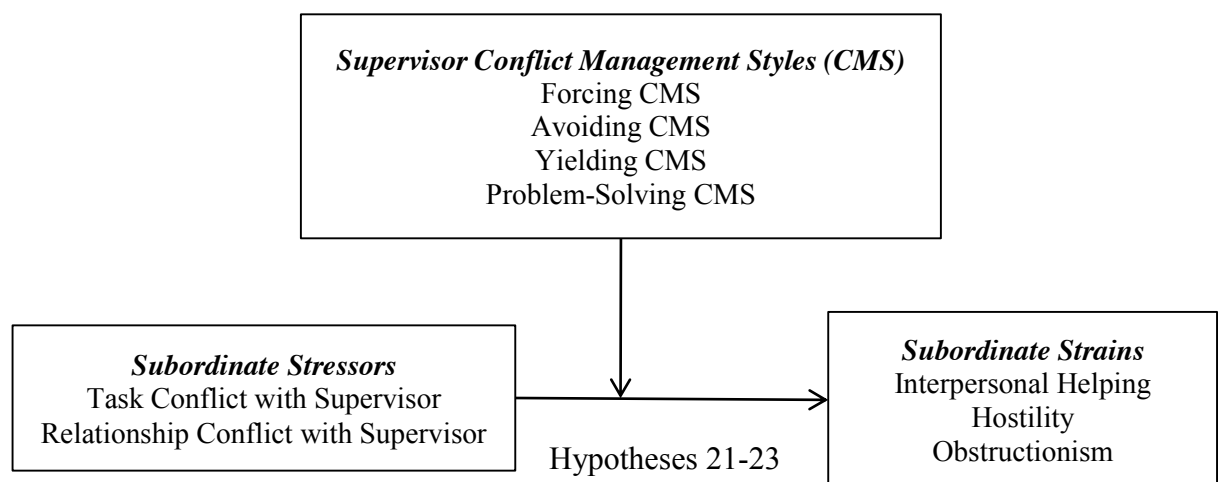 Supervisor Conflict Management Styles (CMS)
Forcing CMS
Avoiding CMS
Yielding CMS
Problem-Solving CMS
Subordinate Stressors
Task Conflict with Supervisor
Relationship Conflict with Supervisor
Hypotheses 21-23
Subordinate Strains
Interpersonal Helping
Hostility
Obstructionism